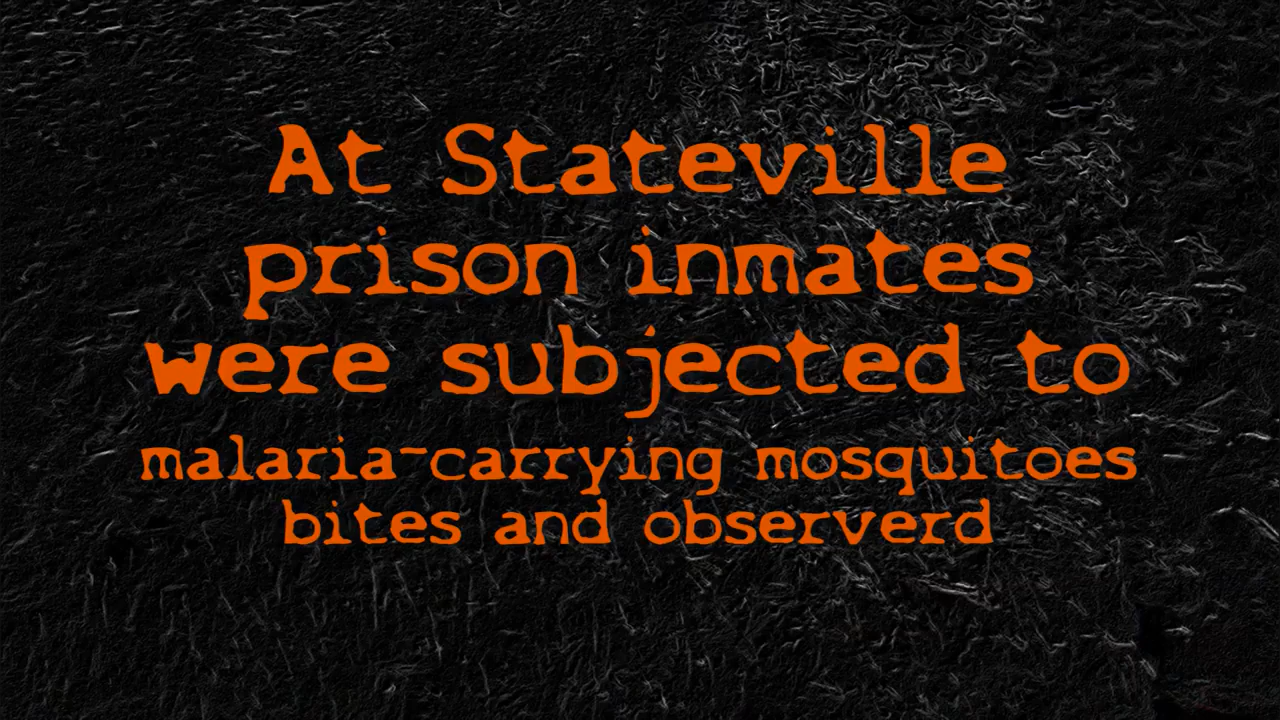 At Stateville
prison inmates
were subjected to
malaria-carrying mosquitoes
bites and observerd